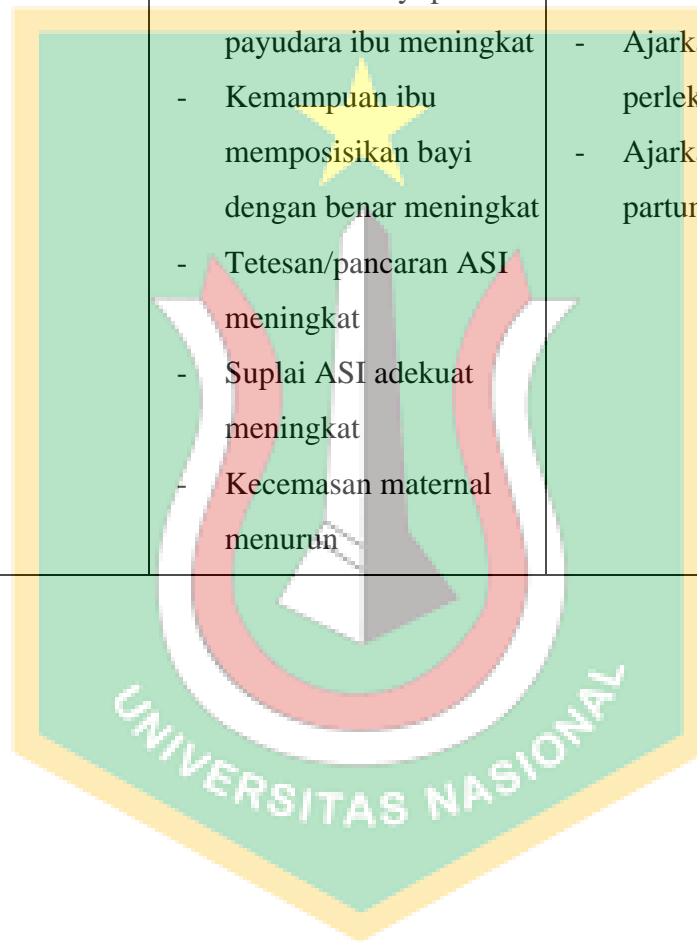 payudara ibu meningkat
- Kemampuan ibu
memposisikan bayi
dengan benar meningkat
- Tetesan/pancaran ASI
meningkat
- Suplai ASI adekuat
meningkat
- Kecemasan maternal
menurun
- Ajark
perlek
- Ajark
partun
UNIVERSITAS NASIONAL